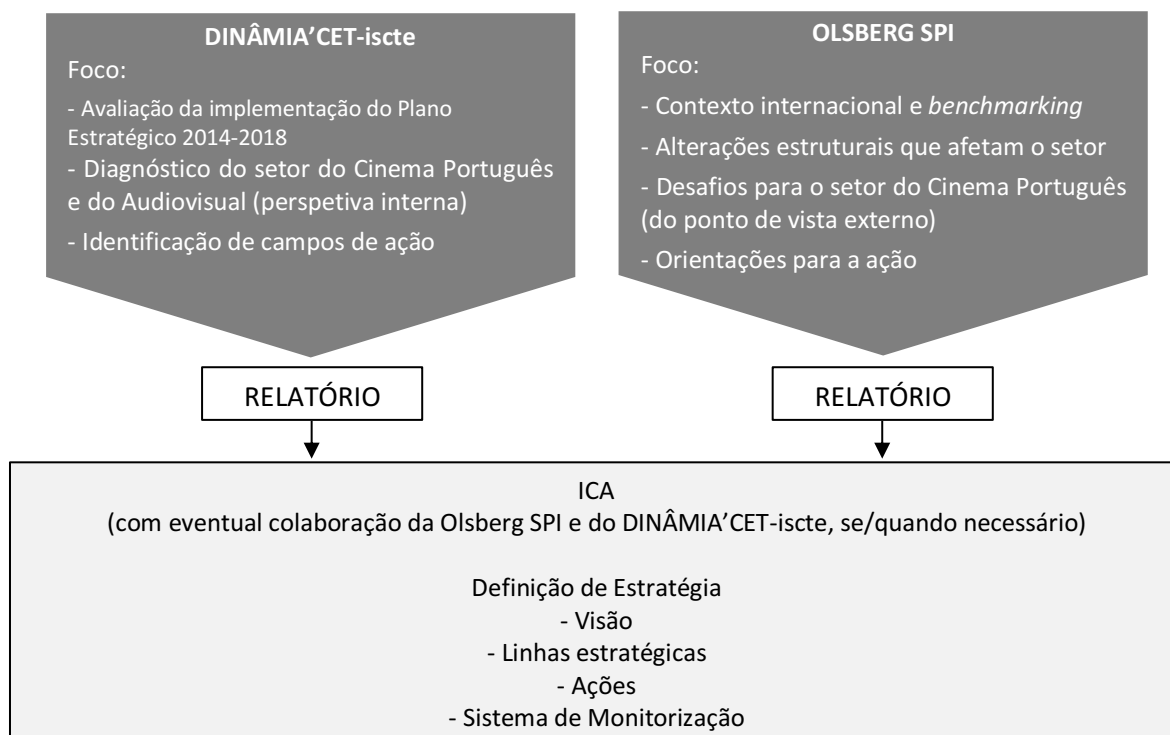 DINÂMIA’CET-iscte
Foco:
- Avaliação da implementação do Plano
Estratégico 2014-2018
- Diagnóstico do setor do Cinema Português
e do Audiovisual (perspetiva interna)
- Identificação de campos de ação
OLSBERG SPI
Foco:
- Contexto internacional e benchmarking
- Alterações estruturais que afetam o setor
- Desafios para o setor do Cinema Português
(do ponto de vista externo)
- Orientações para a ação
RELATÓRIO
RELATÓRIO
ICA
(com eventual colaboração da Olsberg SPI e do DINÂMIA’CET-iscte, se/quando necessário)
Definição de Estratégia
- Visão
- Linhas estratégicas
- Ações
- Sistema de Monitorização